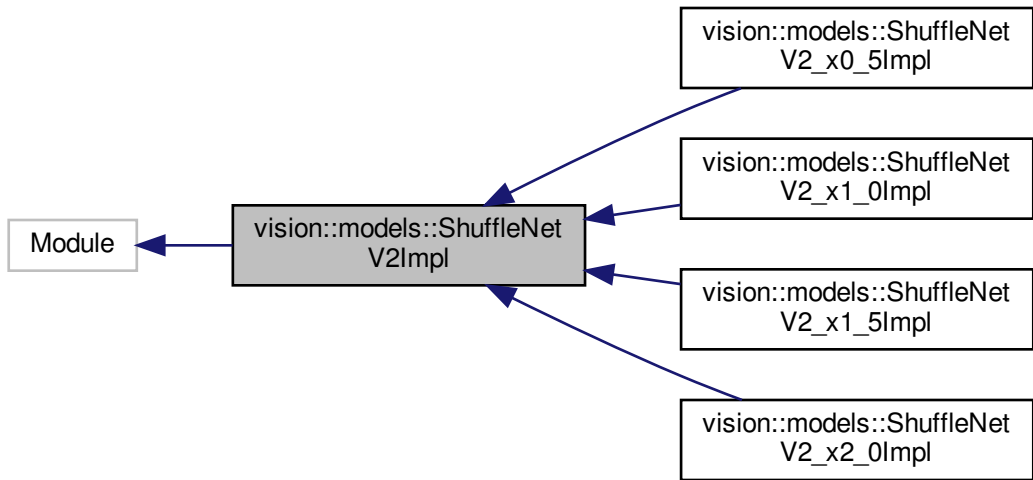 Module
vision::models::ShuffleNet
V2Impl
vision::models::ShuffleNet
V2_x0_5Impl
vision::models::ShuffleNet
V2_x1_0Impl
vision::models::ShuffleNet
V2_x1_5Impl
vision::models::ShuffleNet
V2_x2_0Impl